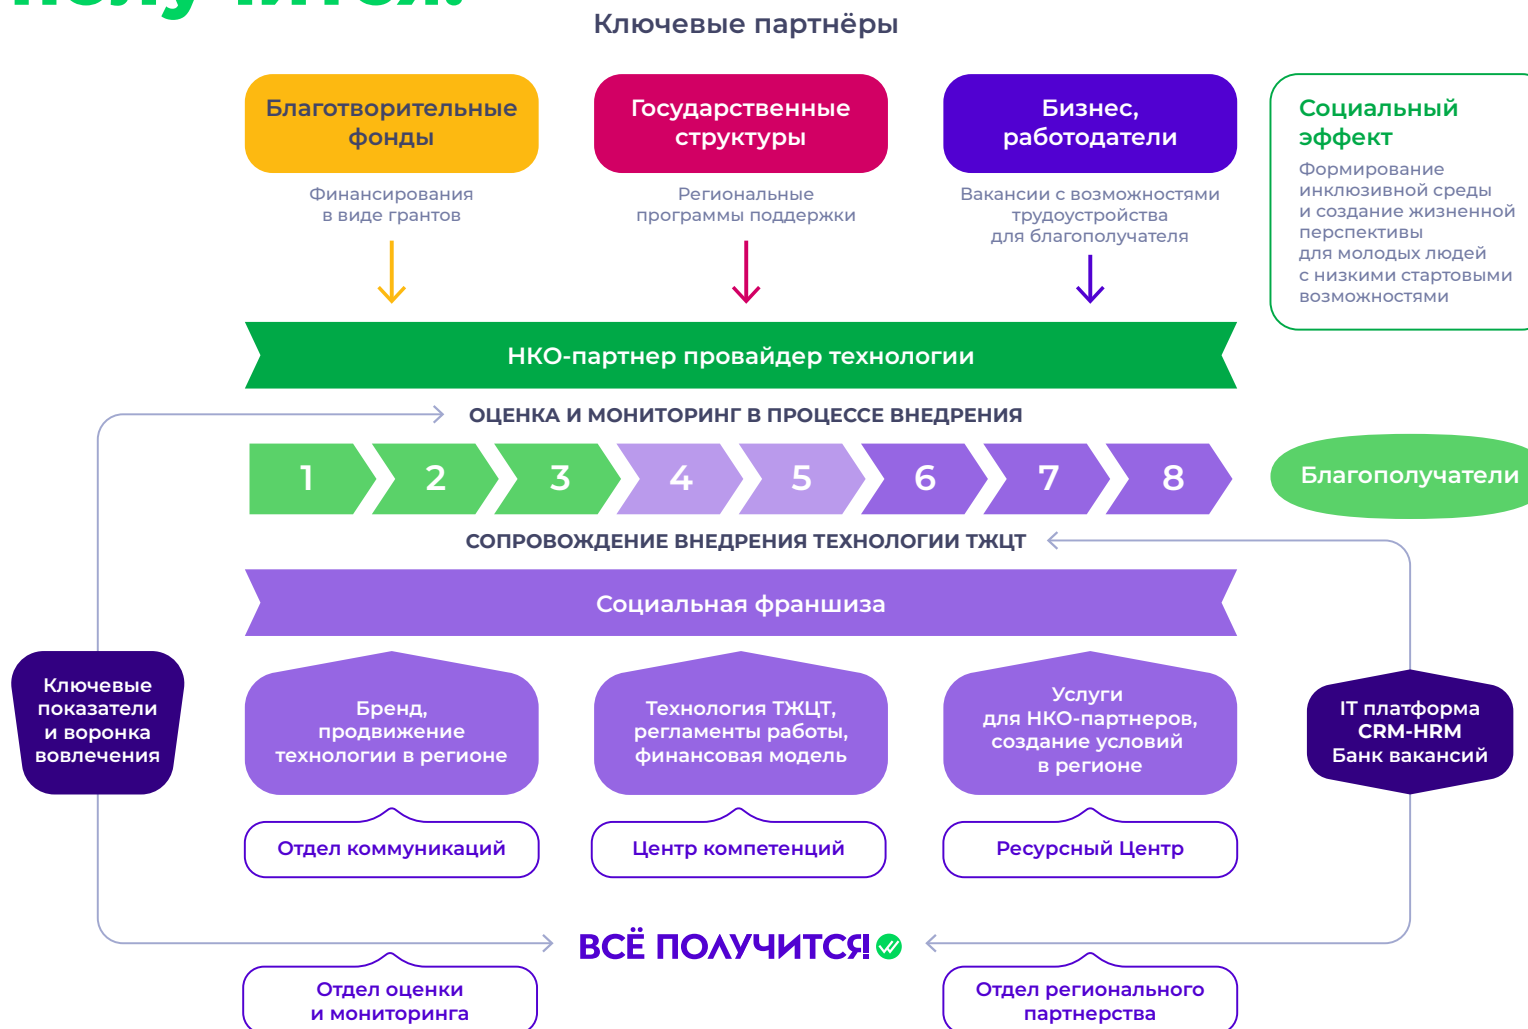 получится!
Ключевые партнёры
Благотворительные
фонды
Финансирования
в виде грантов
Государственные
структуры
Региональные
программы поддержки
Бизнес,
работодатели
Вакансии с возможностями
трудоустройства
для благополучателя
Социальный
эффект
Формирование
инклюзивной среды
и создание жизненной
перспективы
для молодых людей
с низкими стартовыми
возможностями
НКО-партнер провайдер технологии
ОЦЕНКА И МОНИТОРИНГ В ПРОЦЕССЕ ВНЕДРЕНИЯ
1 2 3 4 5 6 7 8
Благополучатели
СОПРОВОЖДЕНИЕ ВНЕДРЕНИЯ ТЕХНОЛОГИИ ТЖЦТ
Социальная франшиза
Ключевые
показатели
и воронка
вовлечения
Бренд,
продвижение
технологии в регионе
Технология ТЖЦТ,
регламенты работы,
финансовая модель
Услуги
для НКО-партнеров,
создание условий
в регионе
IT платформа
CRM-HRM
Банк вакансий
Отдел коммуникаций
Центр компетенций
Ресурсный Центр
ВСЁ ПОЛУЧИТСЯ!
Отдел оценки
и мониторинга
Отдел регионального
партнерства